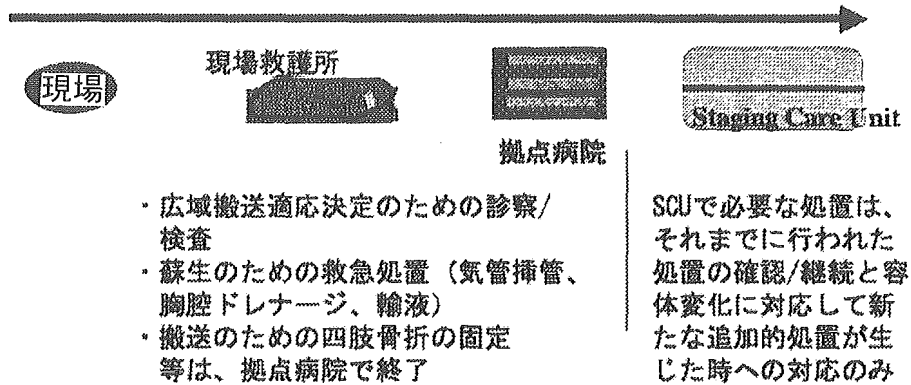 現場
現場救護所
拠点病院
Staging Care Unit
・広域搬送適応決定のための診察/
検査
・蘇生のための救急処置（気管挿管、
胸腔ドレナージ、輸液）
・搬送のための四肢骨折の固定
等は、拠点病院で終了
SCUで必要な処置は、
それまでに行われた
処置の確認/継続と容
体変化に対応して新
たな追加的処置が生
じた時への対応のみ